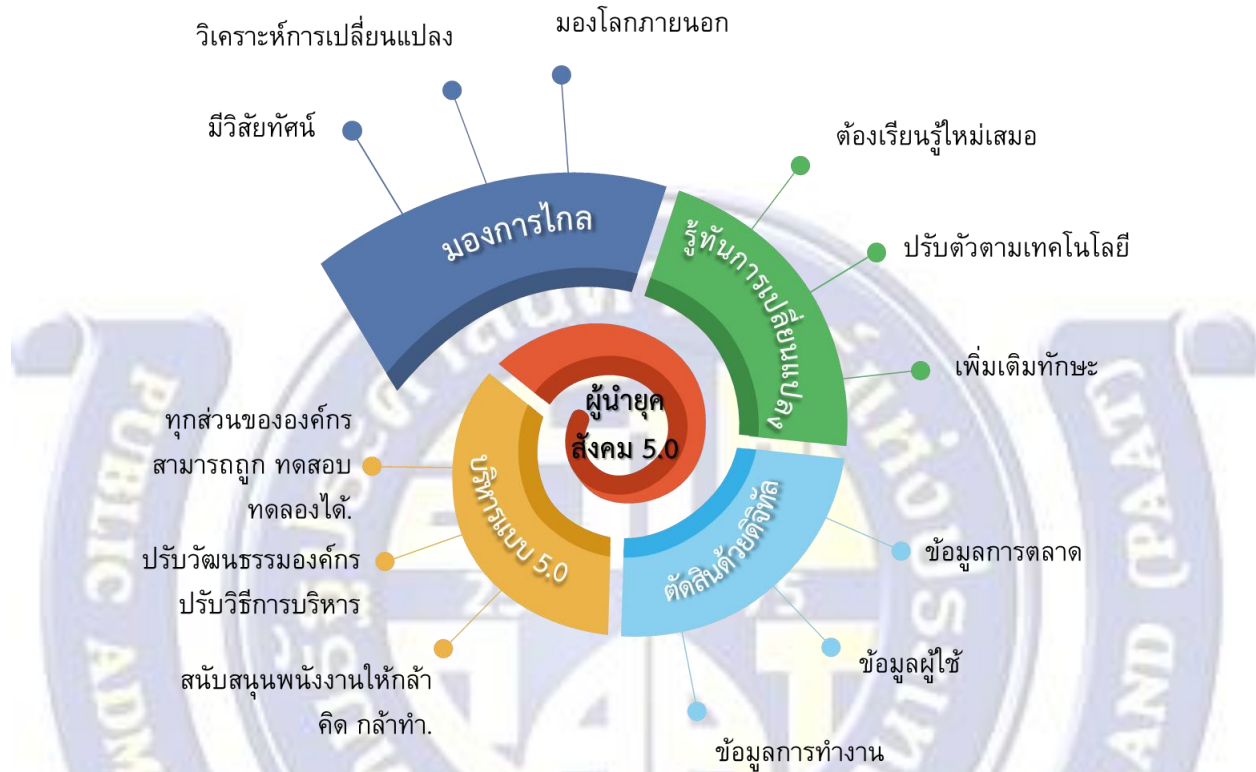 มองโลกภายนอก
วิเคราะห์การเปลี่ยนแปลง
มีวิสัยทัศน์
มองการไกล
ต้องเรียนรู้ใหม่เสมอ
ปรับตัวตามเทคโนโลยี
เพิ่มเติมทักษะ
รู้ทันการเปลี่ยนแปลง
ผู้นำยุค
สังคม 5.0
ทุกส่วนขององค์กร
สามารถถูก ทดสอบ
ทดลองได้.
ปรับวัฒนธรรมองค์กร
ปรับวิธีการบริหาร
สนับสนุนพนังงานให้กล้า
คิด กล้าทำ.
บริหารแบบ 5.0
ตัดสินด้วยดิจิทัล
ข้อมูลการตลาด
ข้อมูลผู้ใช้
ข้อมูลการทำงาน
PUBLIC ADM
AND (PAAT)